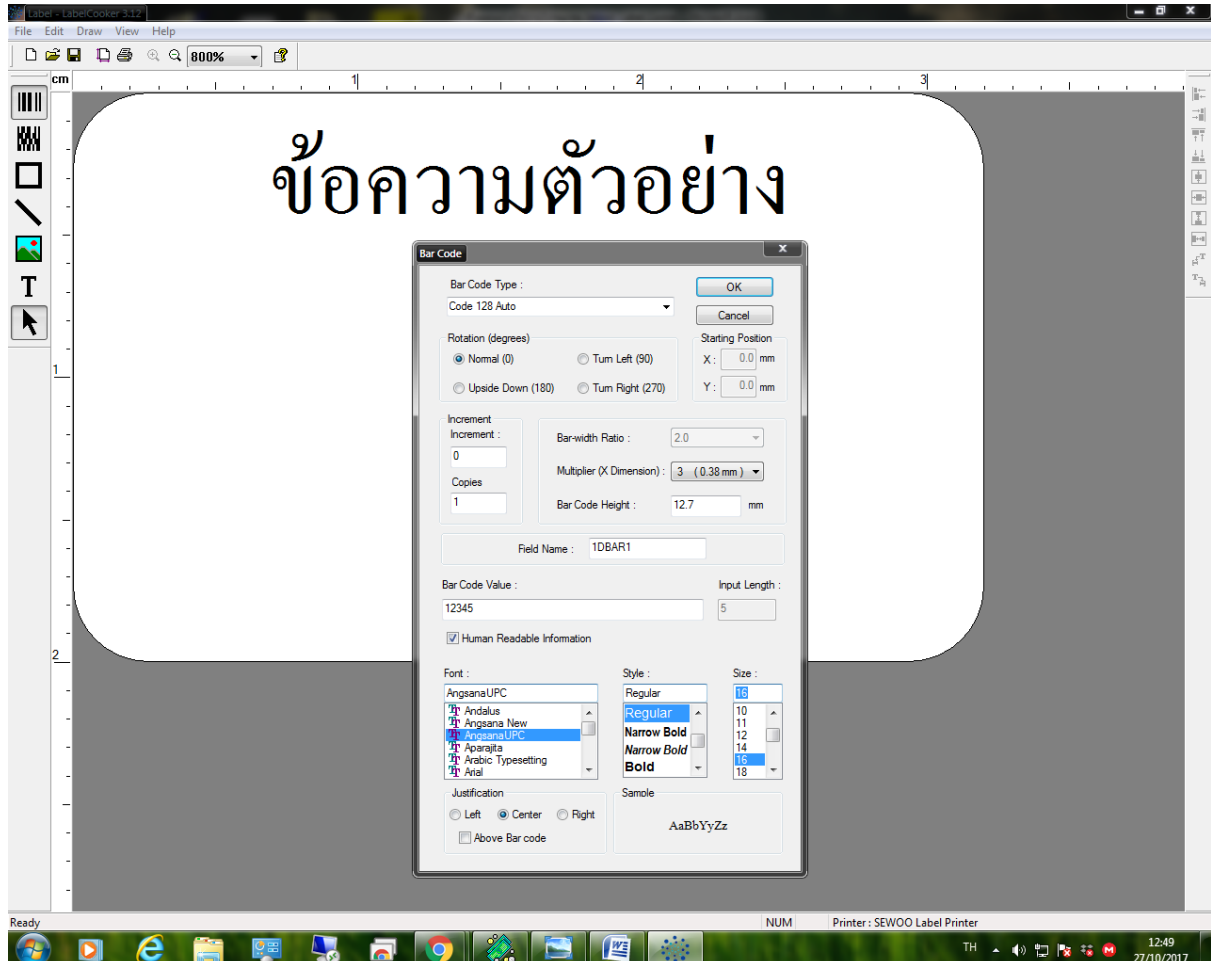 Label - LabelCooker 3.12
File Edit Draw View Help
800%
cm 1 2 3
ข้อความตัวอย่าง
Bar Code
Bar Code Type :
OK
Code 128 Auto
Cancel
Rotation (degrees)
Starting Position
Normal (0) Turn Left (90) X : 0.0 mm
1
Upside Down (180) Turn Right (270) Y : 0.0 mm
Increment
Increment : Bar-width Ratio : 2.0
0
Multiplier (X Dimension) : 3 ( 0.38 mm )
Copies
1 Bar Code Height : 12.7 mm
Field Name : 1DBAR1
Bar Code Value : Input Length :
12345 5
Human Readable Information
2
Font : Style : Size :
AngsanaUPC Regular 16
Andalus Regular 10
Angsana New 11
AngsanaUPC Narrow Bold 12
Aparajita Narrow Bold 14
Arabic Typesetting Bold 16
Arial 18
Justification Sample
Left Center Right AaBbYyZz
Above Bar code
Ready NUM Printer : SEWOO Label Printer
TH 12:49
27/10/2017